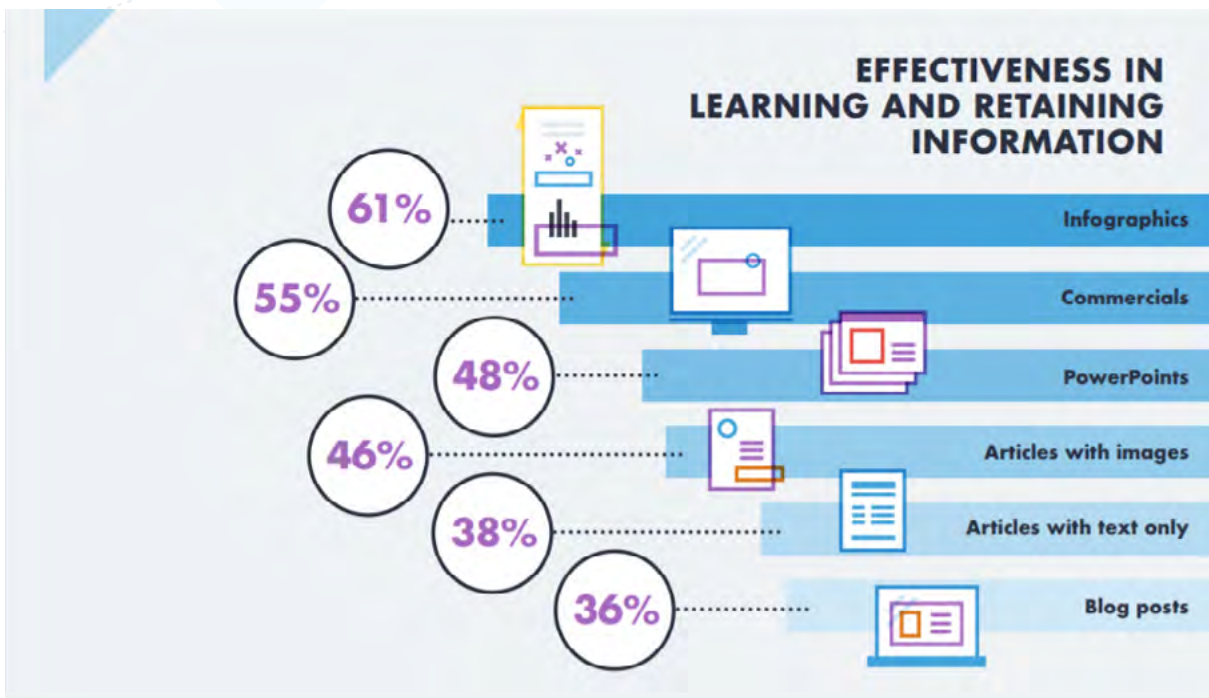 EFFECTIVENESS IN
LEARNING AND RETAINING
INFORMATION
61%
Infographics
55%
Commercials
48%
PowerPoints
46%
Articles with images
38%
Articles with text only
36%
Blog posts